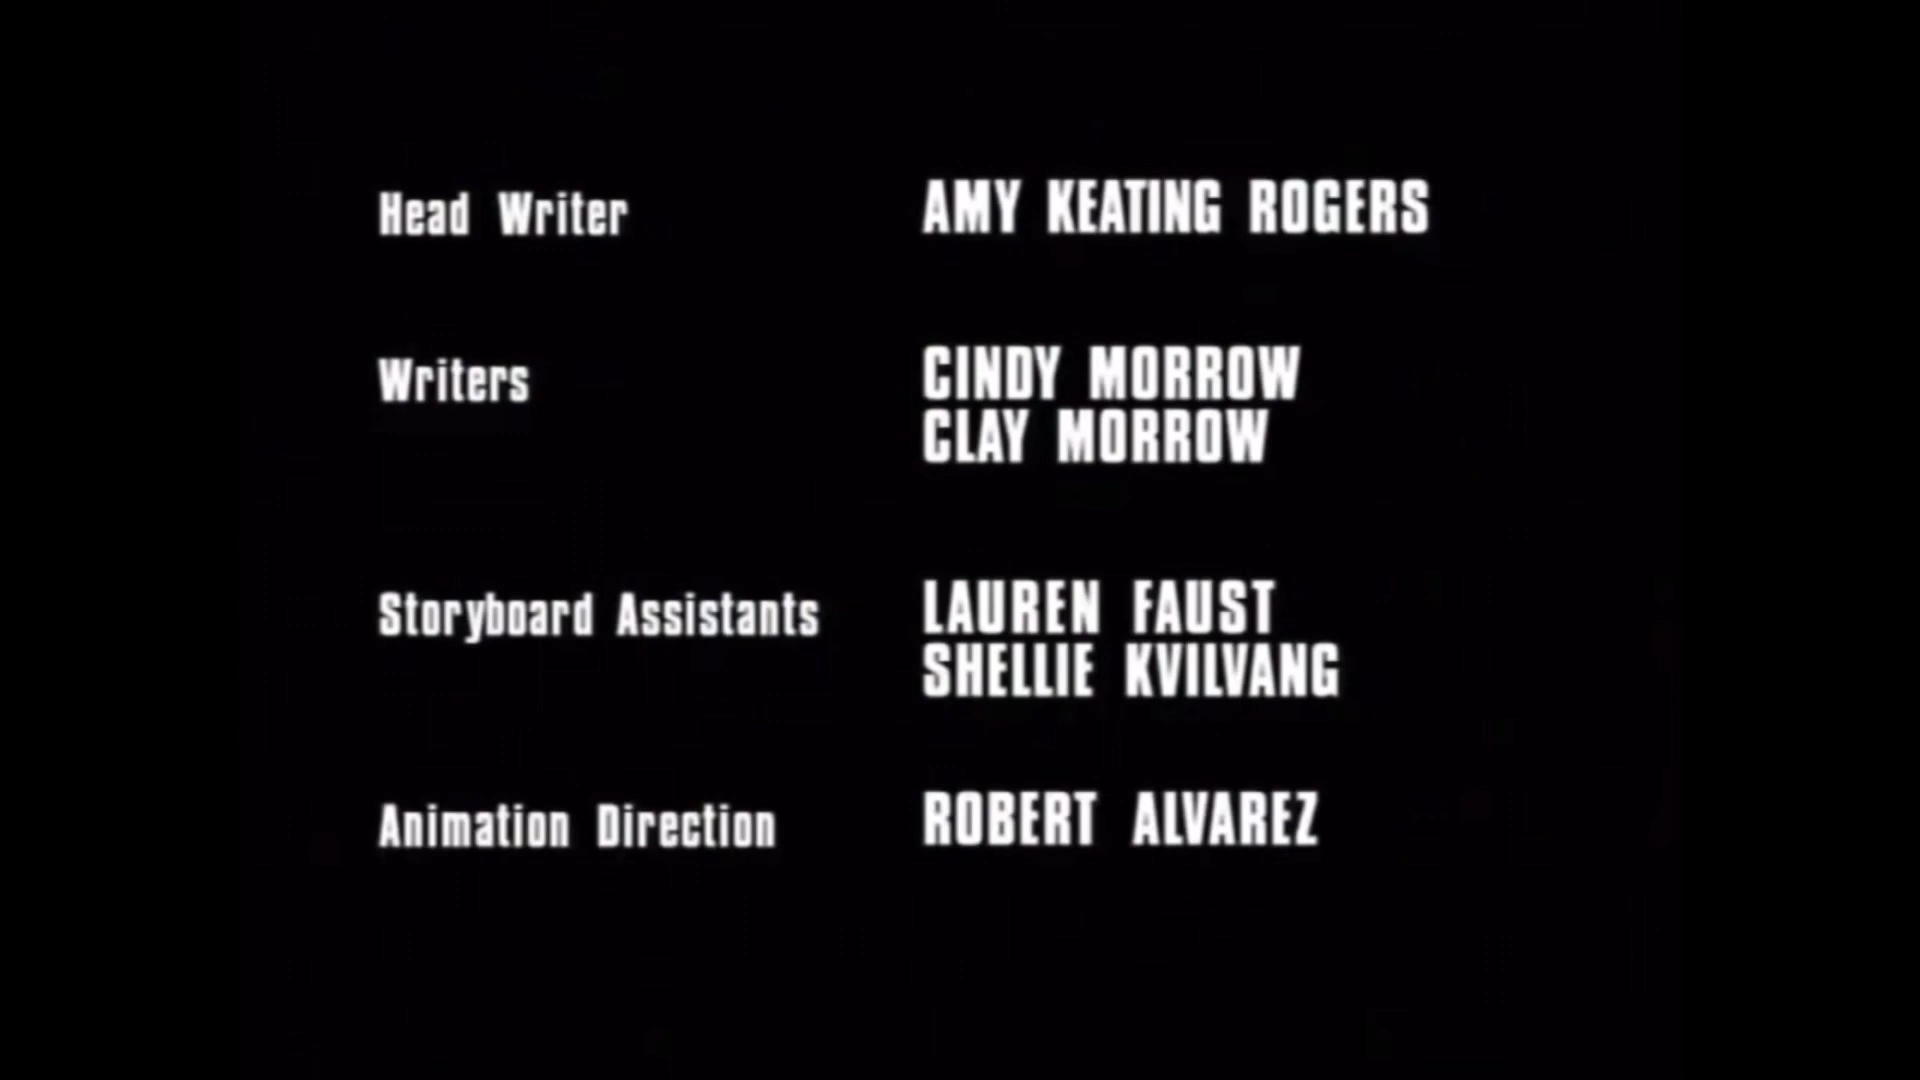 Head Writer AMY KEATING ROGERS
Writers CINDY MORROW
CLAY MORROW
Storyboard Assistants LAUREN FAUST
SHELLIE KVILVANG
Animation Direction ROBERT ALVAREZ